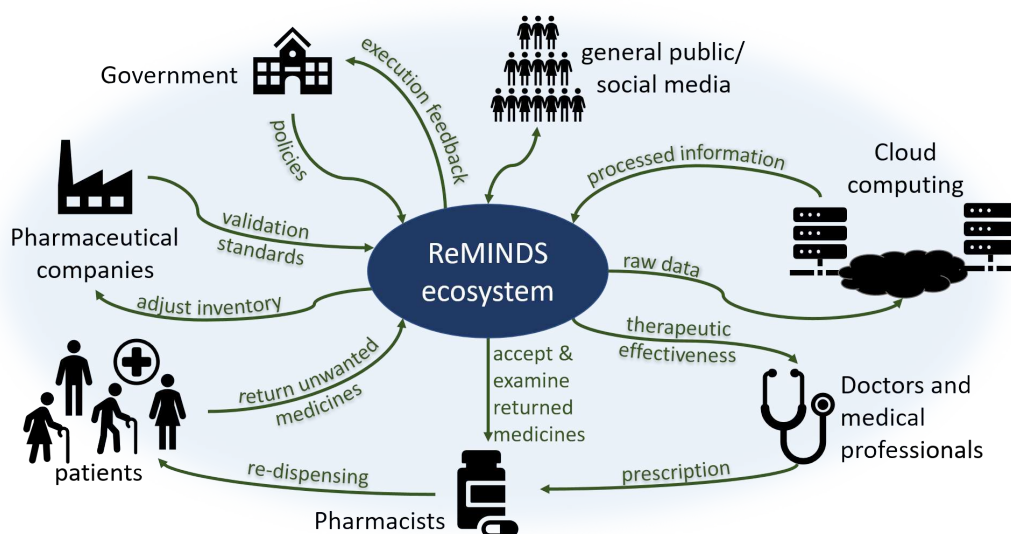 Government
execution feedback
general public/
social media
policies
processed information
Cloud
computing
Pharmaceutical
companies
validation
standards
ReMINDS
ecosystem
raw data
adjust inventory
therapeutic
effectiveness
return unwanted
medicines
accept &
examine
returned
medicines
Doctors and
medical
professionals
patients
re-dispensing
prescription
Pharmacists